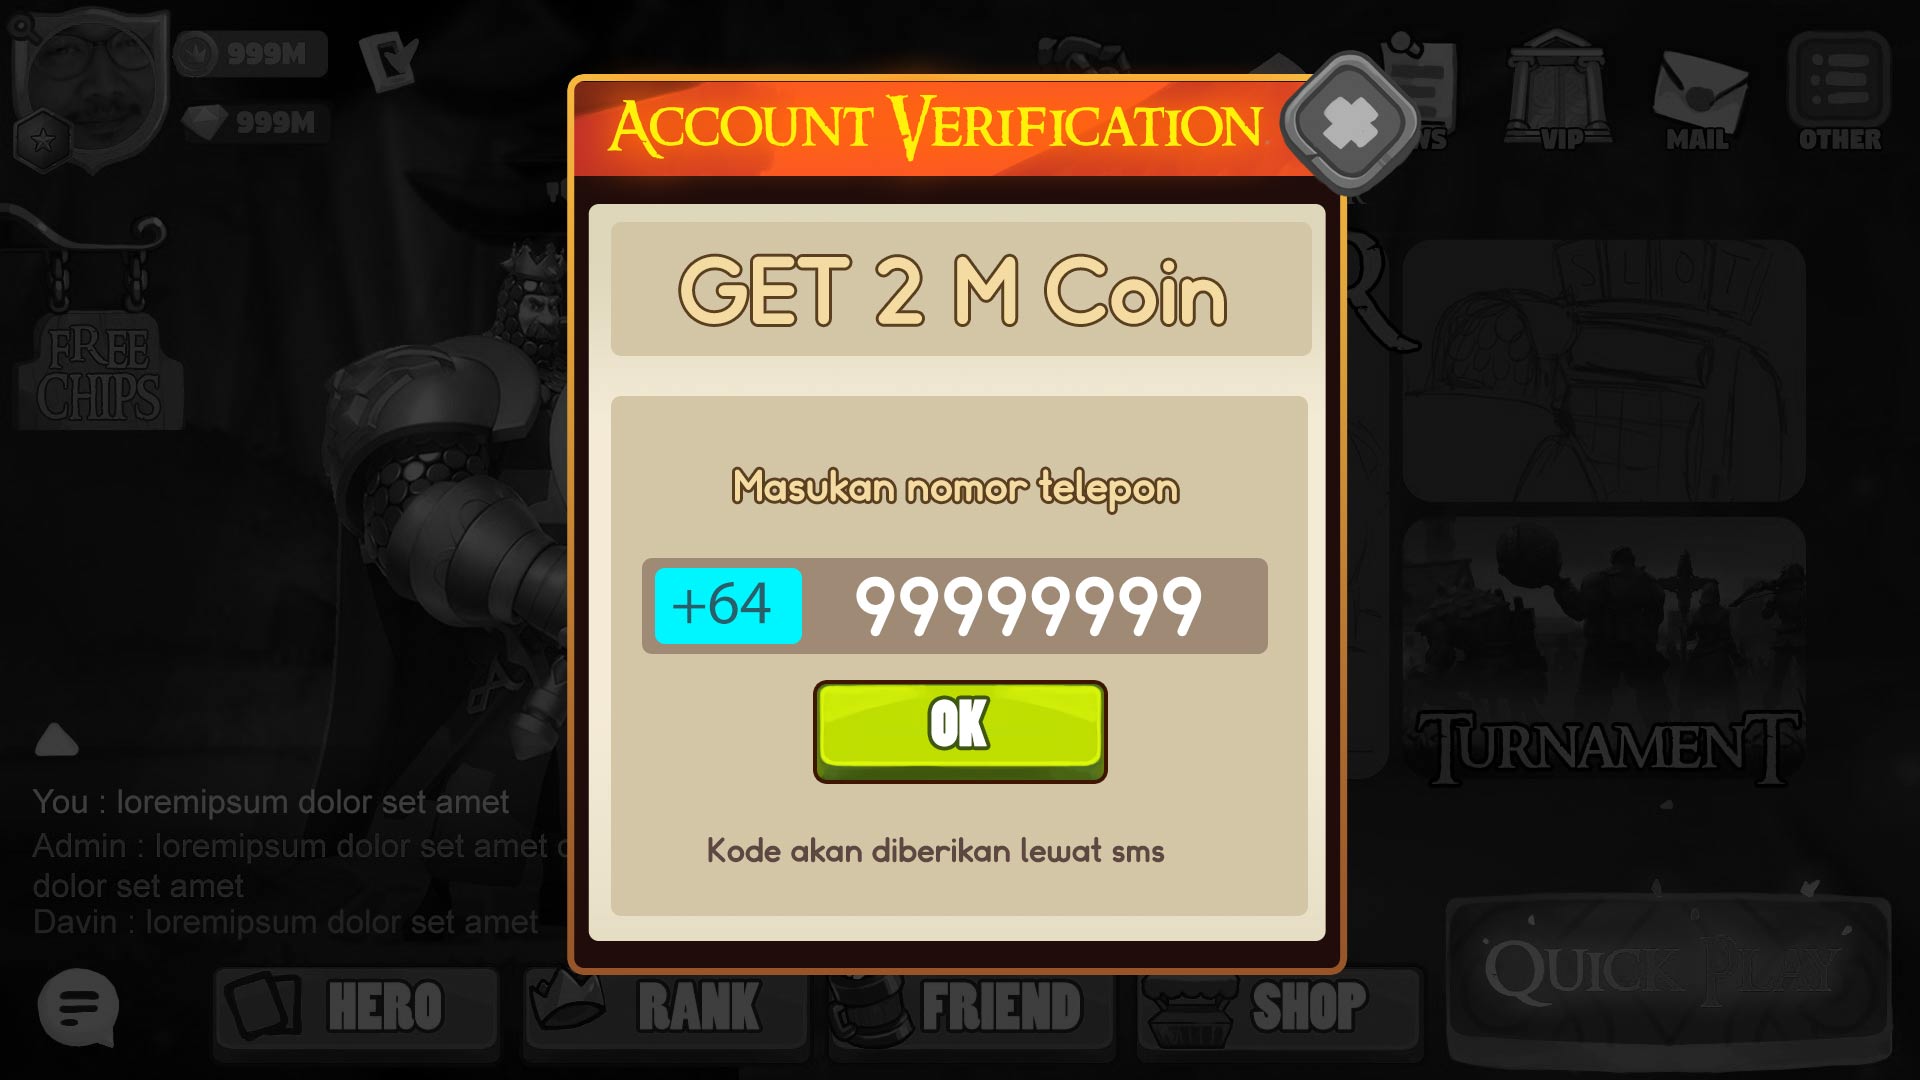 999M
999M
WS
VIP
MAIL
OTHER
ACCOUNT VERIFICATION
GET 2 M Coin
FREE
CHIPS
SLOT
Masukan nomor telepon
+64 99999999
OK
TURNAMENT
Kode akan diberikan lewat sms
You : loremipsum dolor set amet
Admin : loremipsum dolor set amet
dolor set amet
Davin : loremipsum dolor set amet
HERO
RANK
FRIEND
SHOP
QUICK PLAY